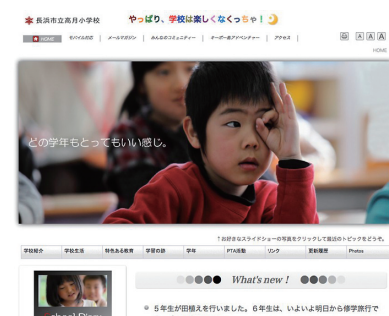 長浜市立高月小学校
やっぱり、学校は楽しくなくっちゃ！
HOME
モバイル対応 | メールマガジン | みんなのコミュニティー | キーボー島アドベンチャー | アクセス |
A A A
HOME
どの学年もとってもいい感じ。
↑お好きなスライドショーの写真をクリックして最近のトピックをどうぞ。
学校紹介 学校生活 特色ある教育 学習の跡 学年 PTA活動 リンク 更新履歴 Photos
What's new !
５年生が田植えを行いました。６年生は、いよいよ明日から修学旅行で